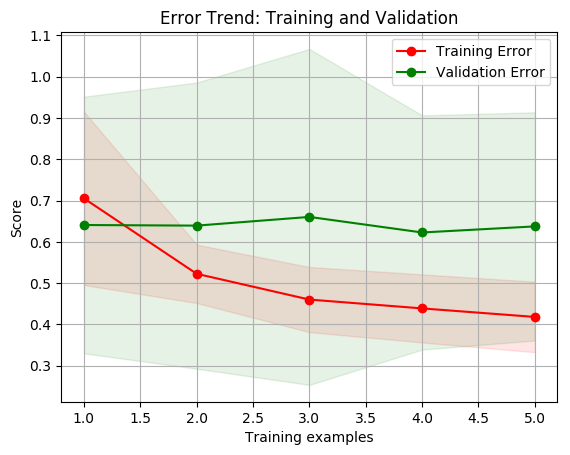 Error Trend: Training and Validation
Training Error
Validation Error
Score
1.1
1.0
0.9
0.8
0.7
0.6
0.5
0.4
0.3
1.0 1.5 2.0 2.5 3.0 3.5 4.0 4.5 5.0
Training examples